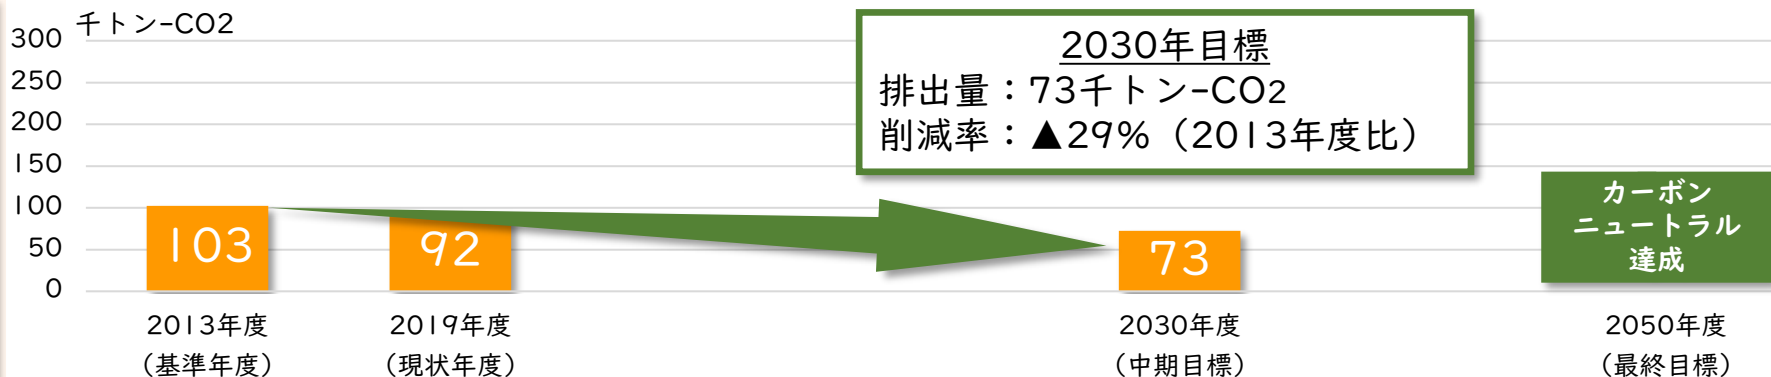 千トン-CO2
300
250
200
150
100
50
0
2030年目標
排出量：73千トン-CO2
削減率：▲29%（2013年度比）
103
92
73
カーボン
ニュートラル
達成
2013年度
（基準年度）
2019年度
（現状年度）
2030年度
（中期目標）
2050年度
（最終目標）